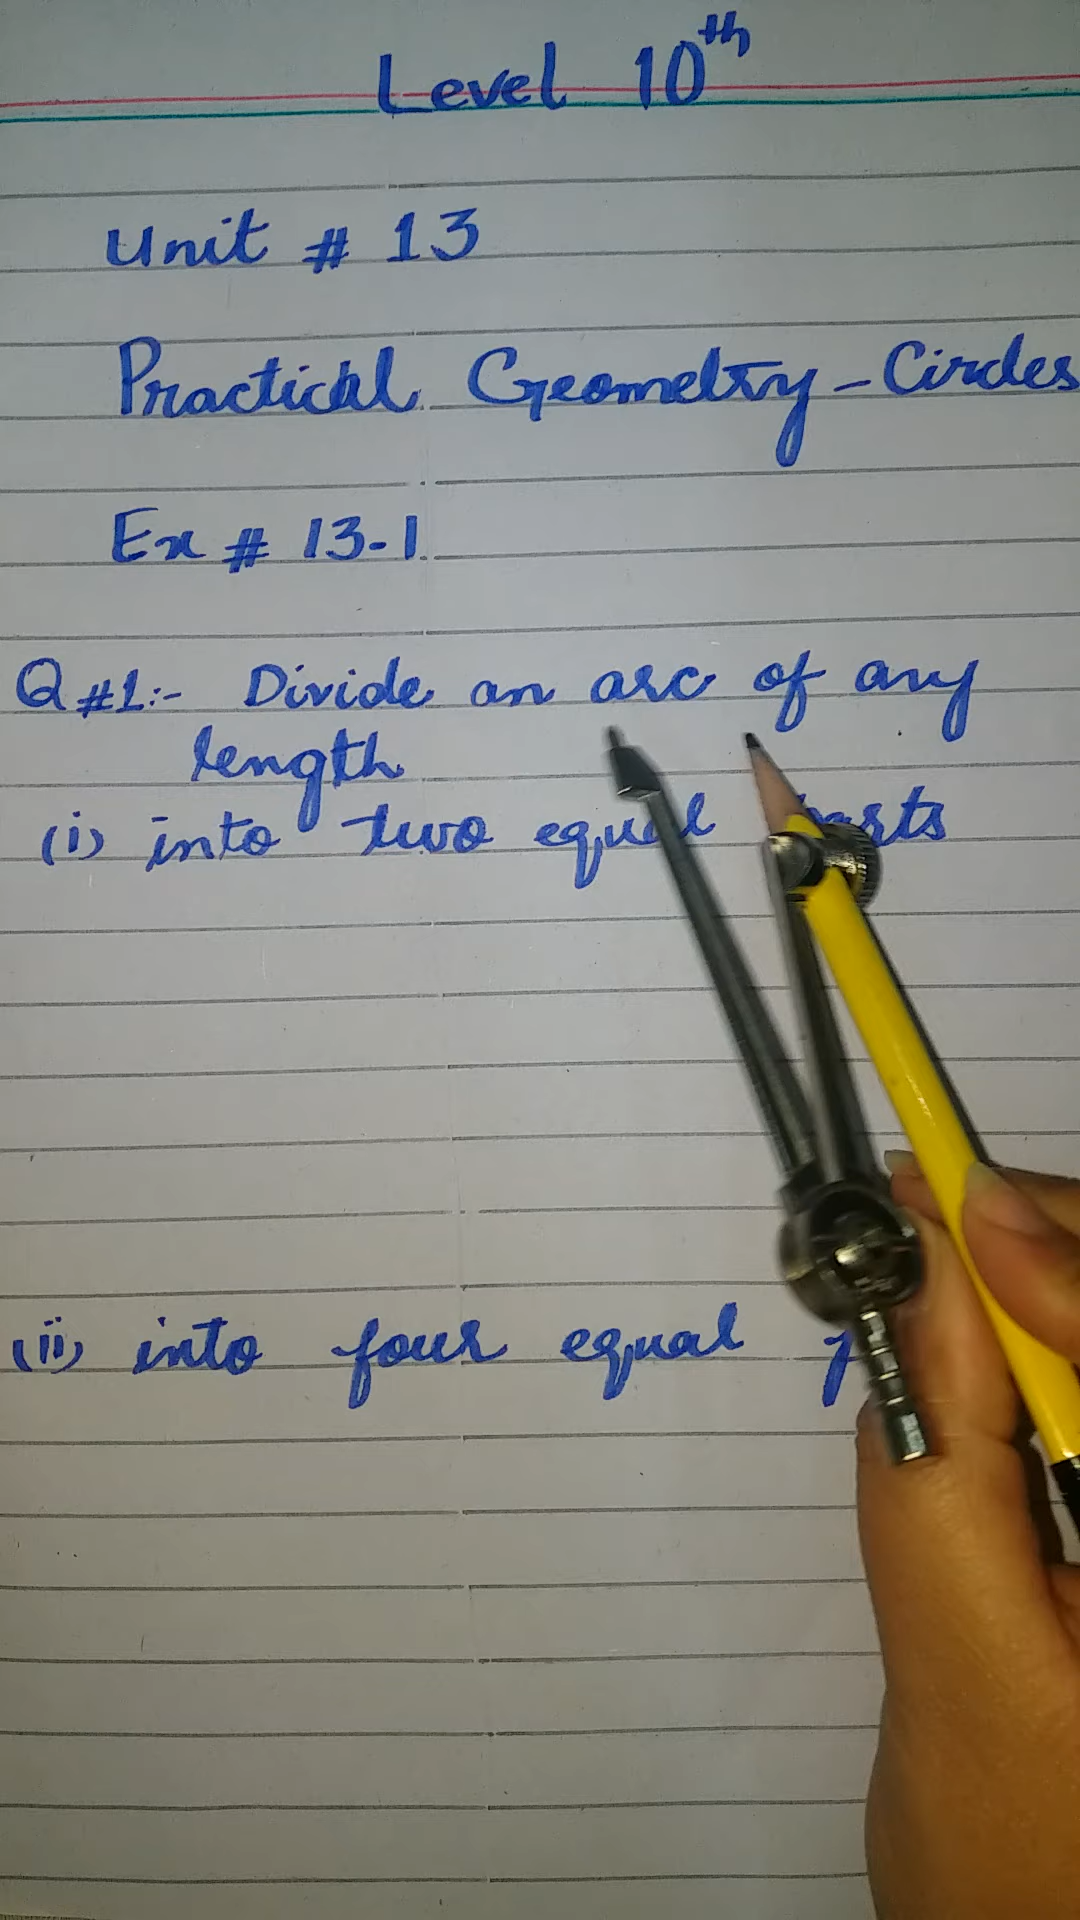 Level 10th
Unit # 13
Practical Geometry - Circles
Ex # 13-1
Q#1:- Divide an arc of any
length
(i) into two equal parts
(ii) into four equal